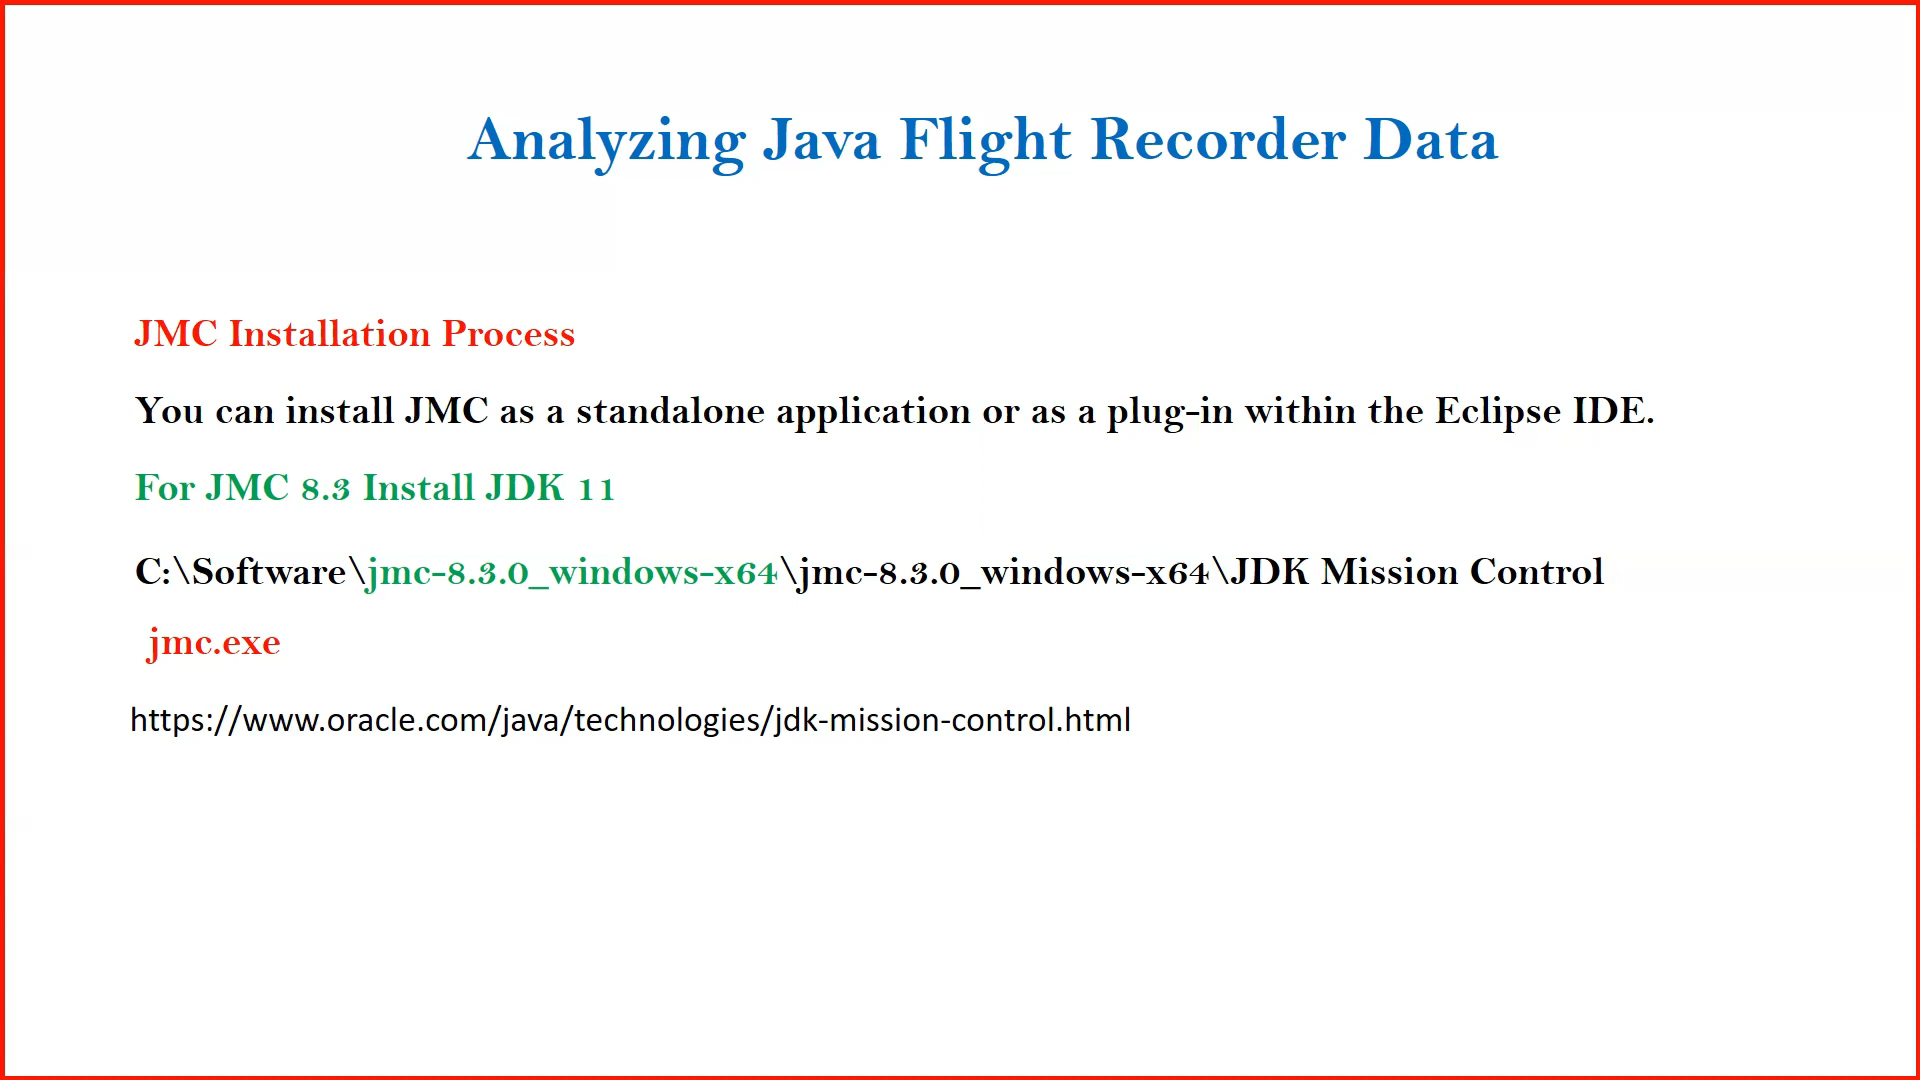 Analyzing Java Flight Recorder Data
JMC Installation Process
You can install JMC as a standalone application or as a plug-in within the Eclipse IDE.
For JMC 8.3 Install JDK 11
C:\Software\jmc-8.3.0_windows-x64\jmc-8.3.0_windows-x64\JDK Mission Control
jmc.exe
https://www.oracle.com/java/technologies/jdk-mission-control.html